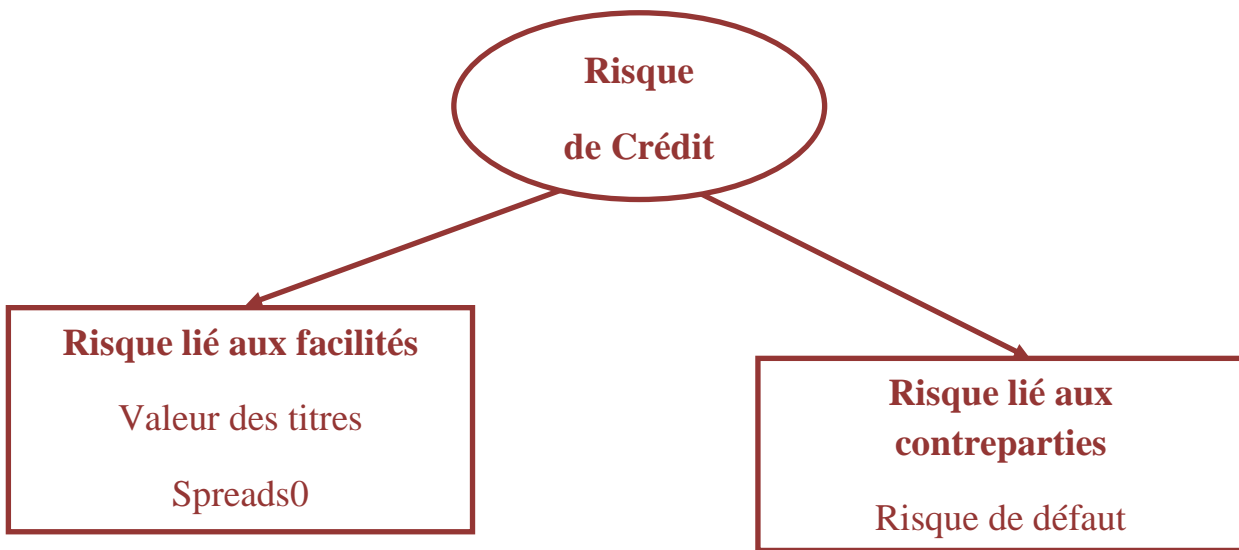 Risque
de Crédit
Risque lié aux facilités
Valeur des titres
Spreads0
Risque lié aux
contreparties
Risque de défaut